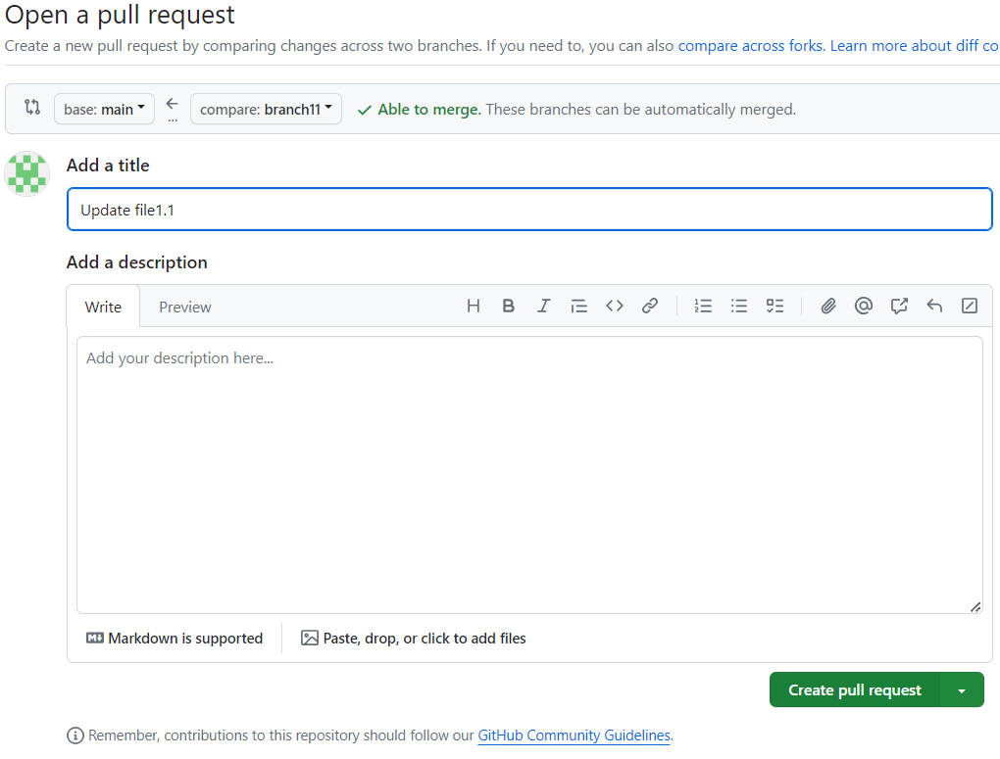 Open a pull request
Create a new pull request by comparing changes across two branches. If you need to, you can also compare across forks. Learn more about diff co
base: main
...
compare: branch11
Able to merge. These branches can be automatically merged.
Add a title
Update file1.1
Add a description
Write Preview
Add your description here...
Markdown is supported
Paste, drop, or click to add files
Create pull request
Remember, contributions to this repository should follow our GitHub Community Guidelines.